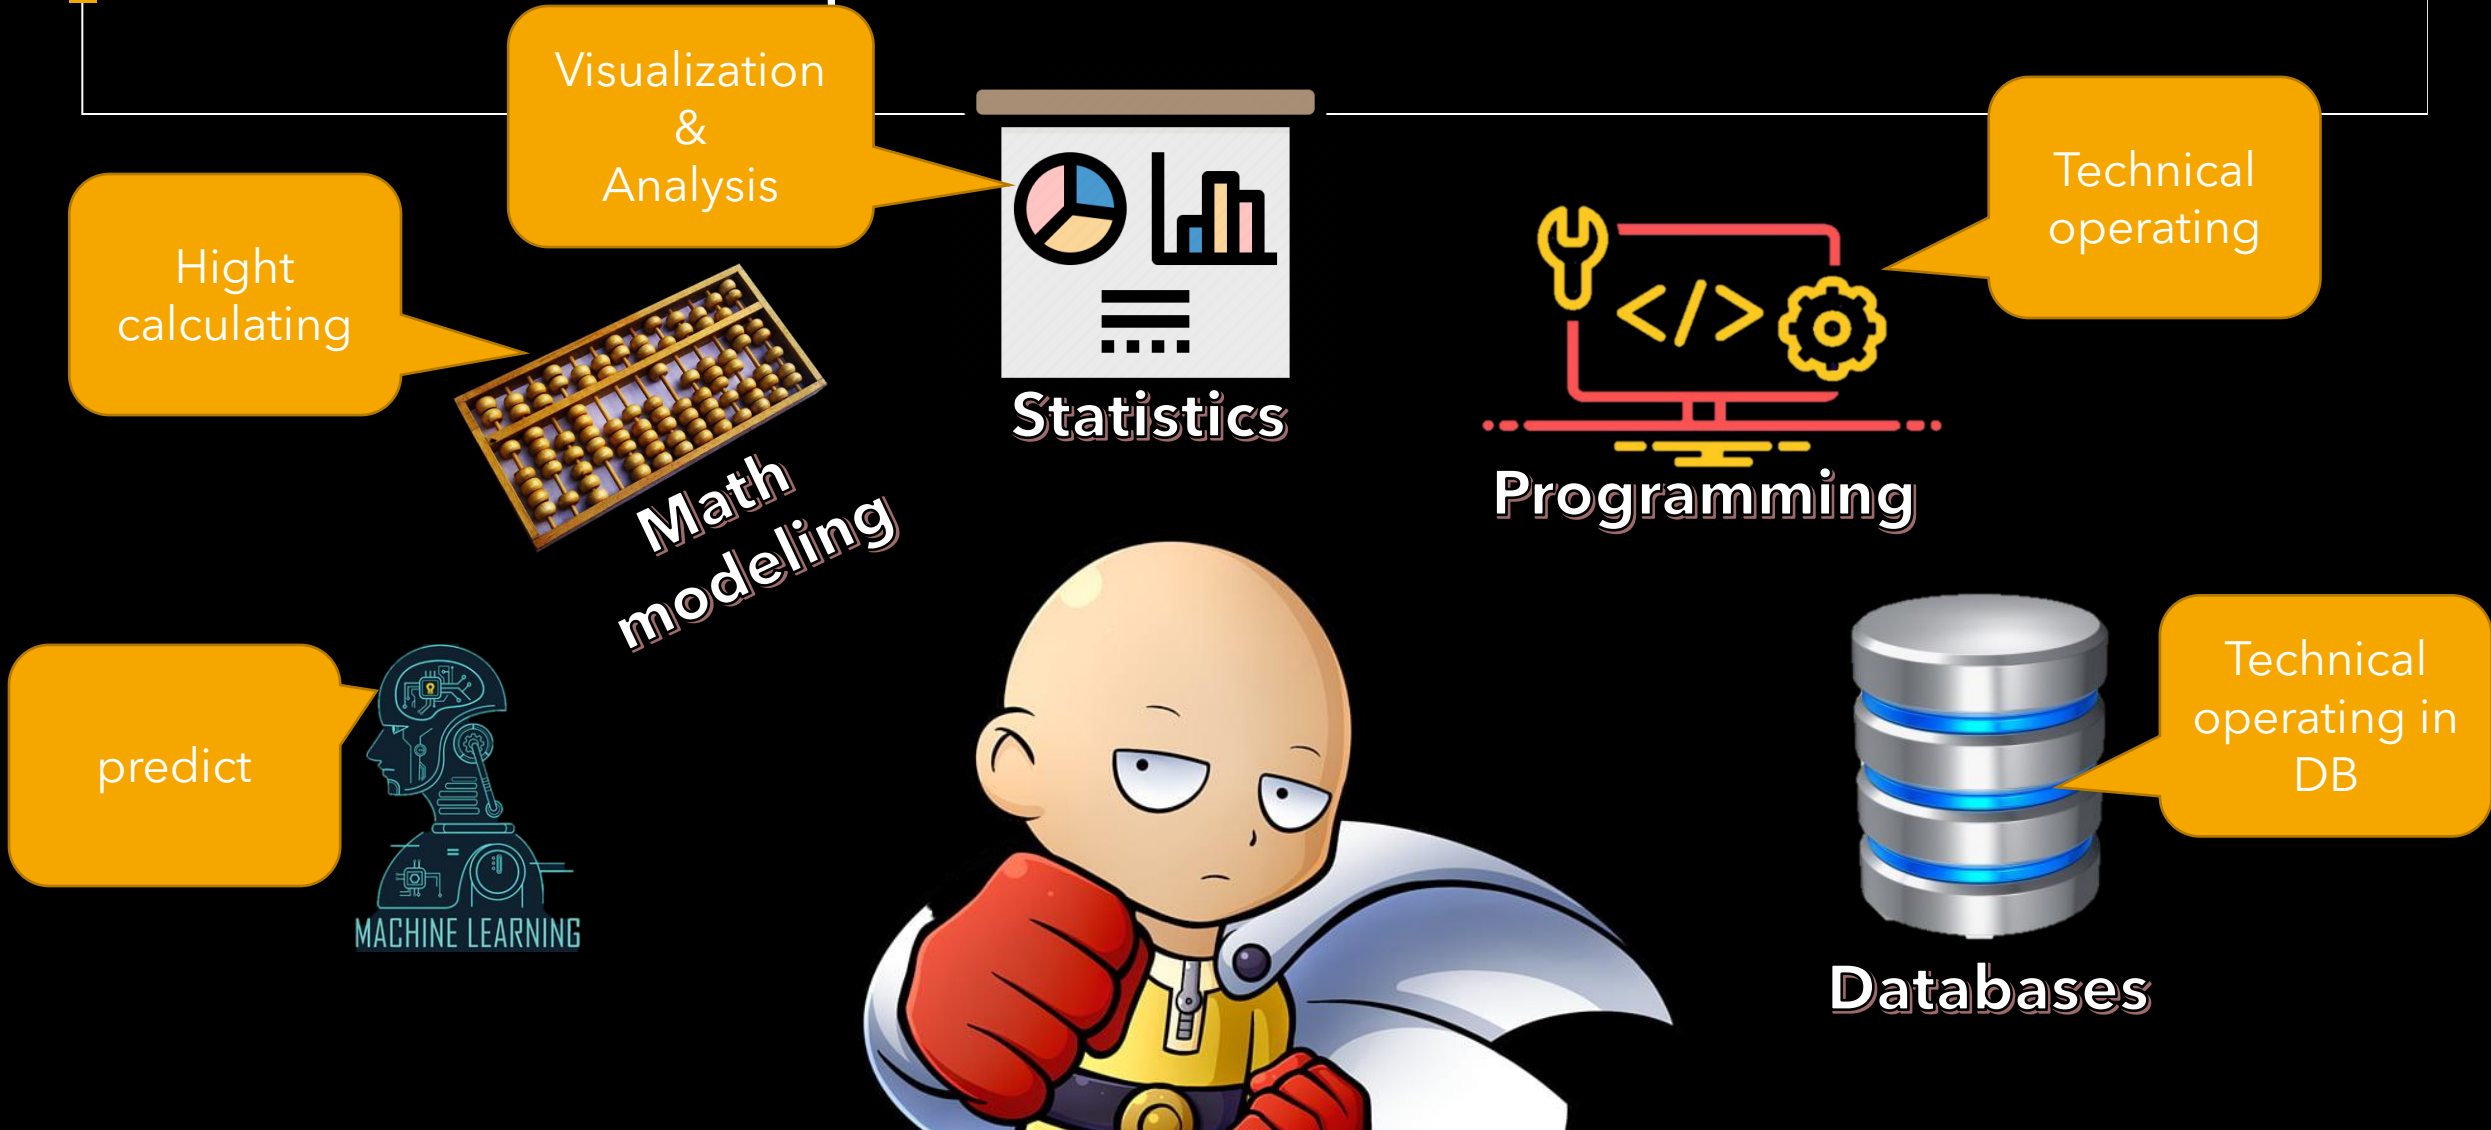 Visualization
&
Analysis
Hight
calculating
Technical
operating
</>
Statistics
Math
modeling
Programming
predict
MACHINE LEARNING
Technical
operating in
DB
Databases